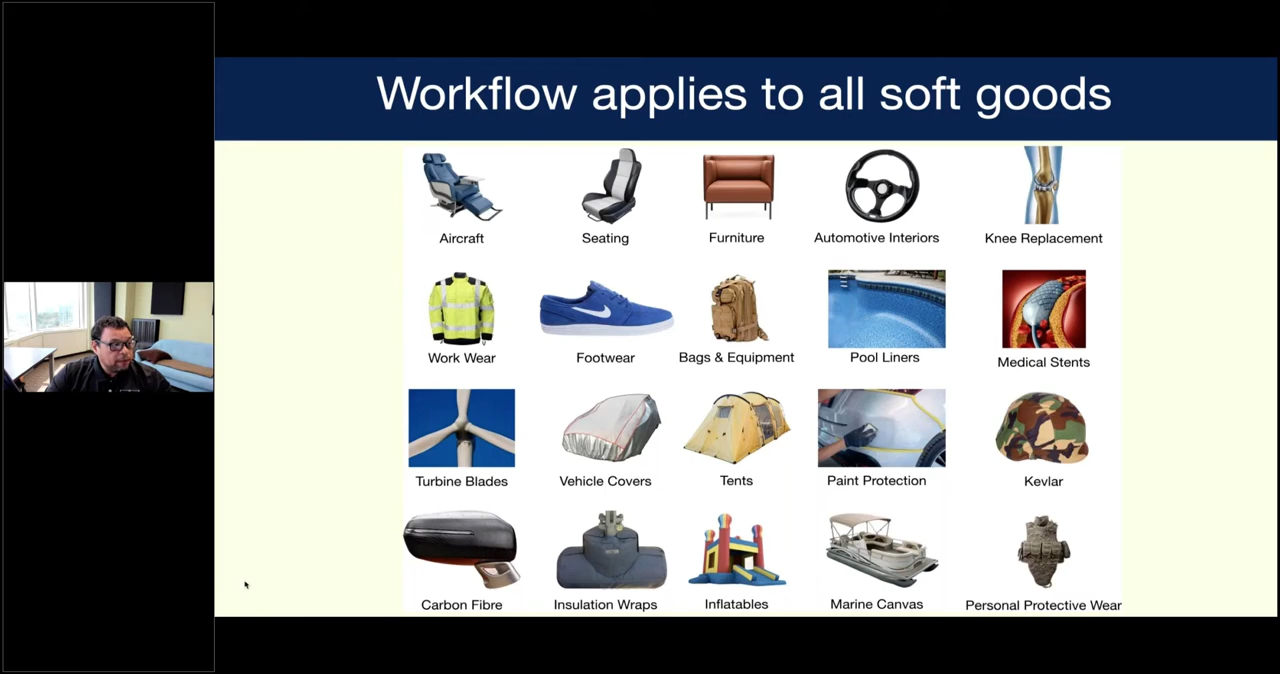 Workflow applies to all soft goods
Aircraft
Seating
Furniture
Automotive Interiors
Knee Replacement
Work Wear
Footwear
Bags & Equipment
Pool Liners
Medical Stents
Turbine Blades
Vehicle Covers
Tents
Paint Protection
Kevlar
Carbon Fibre
Insulation Wraps
Inflatables
Marine Canvas
Personal Protective Wear